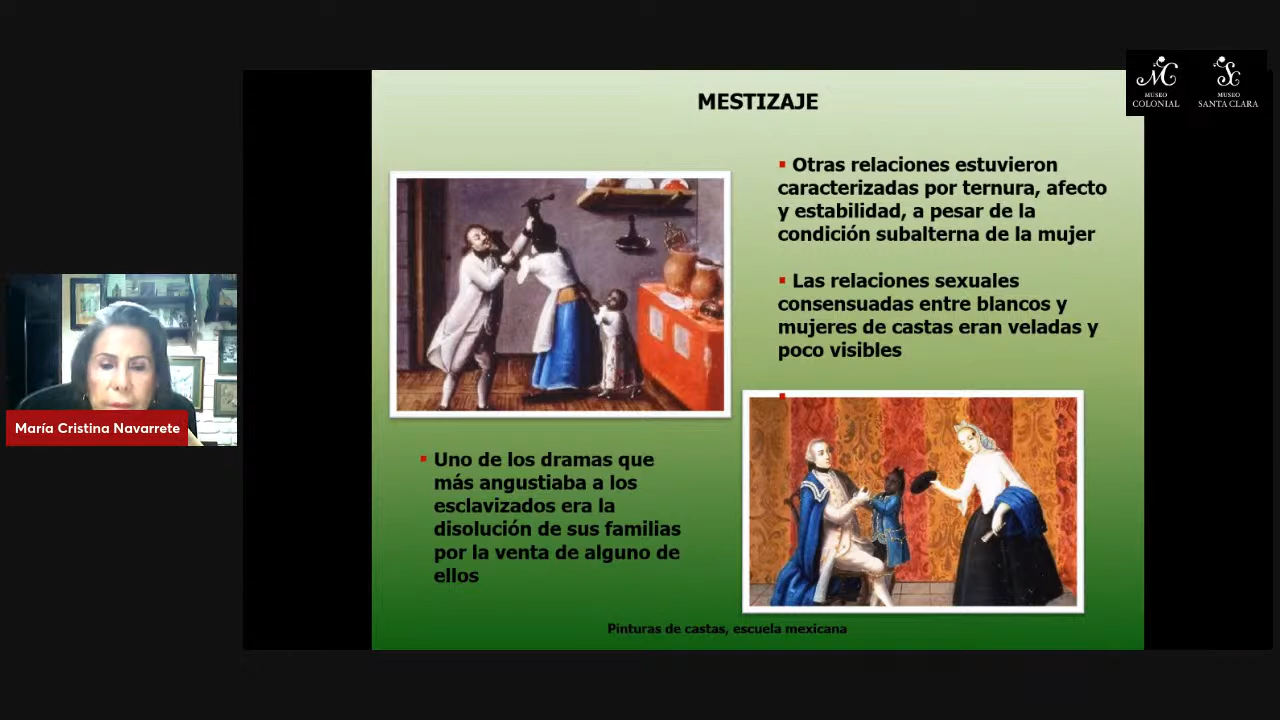 MUSEO
COLONIAL
MUSEO
SANTA CLARA
MESTIZAJE
▪ Otras relaciones estuvieron
caracterizadas por ternura, afecto
y estabilidad, a pesar de la
condición subalterna de la mujer
▪ Las relaciones sexuales
consensuadas entre blancos y
mujeres de castas eran veladas y
poco visibles
▪ Uno de los dramas que
más angustiaba a los
esclavizados era la
disolución de sus familias
por la venta de alguno de
ellos
Pinturas de castas, escuela mexicana
María Cristina Navarrete